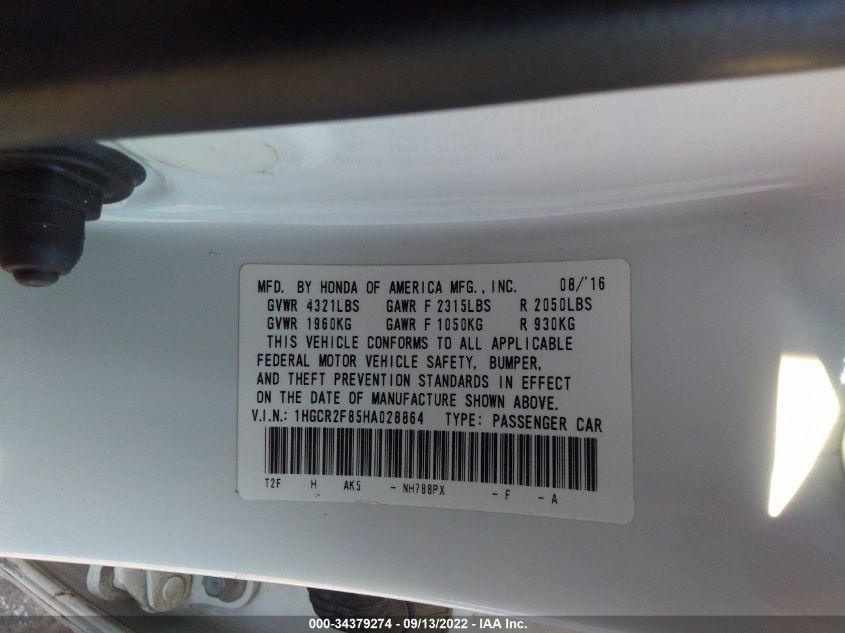 MFD. BY HONDA OF AMERICA MFG., INC. 08/'16
GVWR 4321LBS GAWR F 2315LBS R 2050LBS
GVWR 1960KG GAWR F 1050KG R 930KG
THIS VEHICLE CONFORMS TO ALL APPLICABLE
FEDERAL MOTOR VEHICLE SAFETY, BUMPER,
AND THEFT PREVENTION STANDARDS IN EFFECT
ON THE DATE OF MANUFACTURE SHOWN ABOVE.
V.I.N.: 1HGCR2F85HA028864 TYPE: PASSENGER CAR
T2F H AK5 - NH788PX - F - A
000-34379274 - 09/13/2022 - IAA Inc.